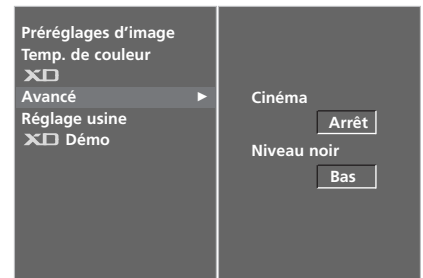 Préréglages d’image
Temp. de couleur
XD
Avancé ►
Réglage usine
XD Démo
Cinéma
Arrêt
Niveau noir
Bas